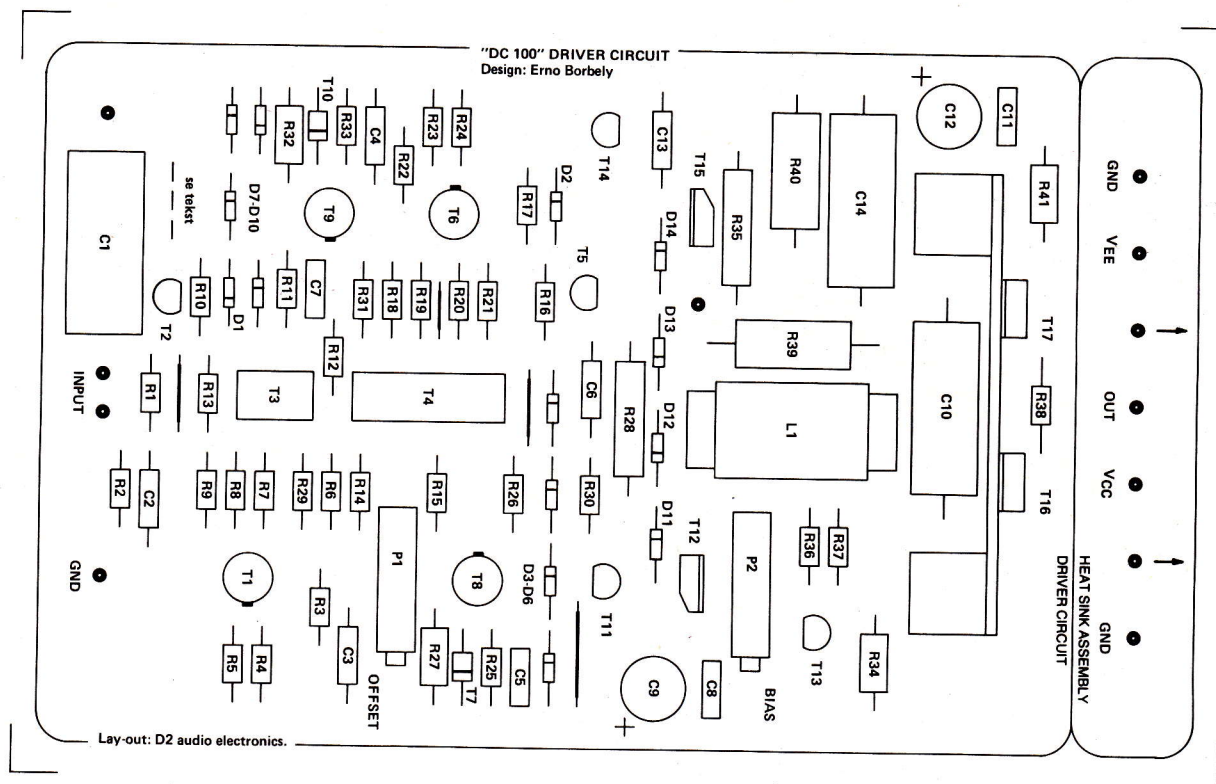 "DC 100" DRIVER CIRCUIT
Design: Erno Borbely
T10
R32
R33
C4
R22
R23
R24
T14
C13
T15
R35
R40
C14
C12
+
C11
R41
GND
se tekst
D7-D10
T9
T6
R17
D2
D14
VEE
C1
T2
R10
D1
R11
C7
R31
R18
R19
R20
R21
R16
T5
D13
R39
T17
R12
INPUT
R1
R13
T3
T4
C6
R28
D12
L1
C10
R38
OUT
R2
C2
R9
R8
R7
R29
R6
R14
R15
R26
R30
D11
T12
P2
R36
R37
T16
VCC
GND
T1
R3
P1
T8
D3-D6
T11
T13
R34
HEAT SINK ASSEMBLY
DRIVER CIRCUIT
GND
R5
R4
C3
OFFSET
R27
T7
R25
C5
C9
+
C8
BIAS
Lay-out: D2 audio electronics.